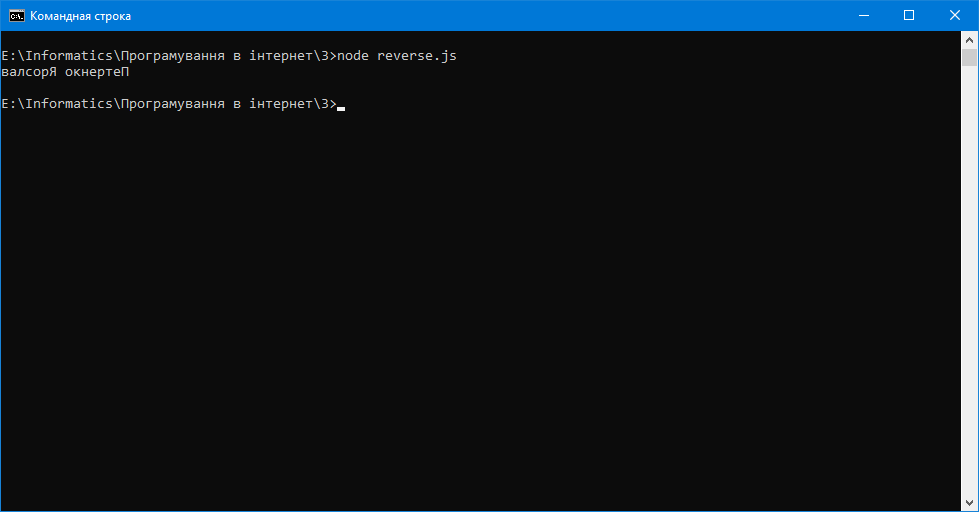 Командная строка
E:\Informatics\Програмування в інтернет\3>node reverse.js
валсорЯ окнертеП
E:\Informatics\Програмування в інтернет\3>